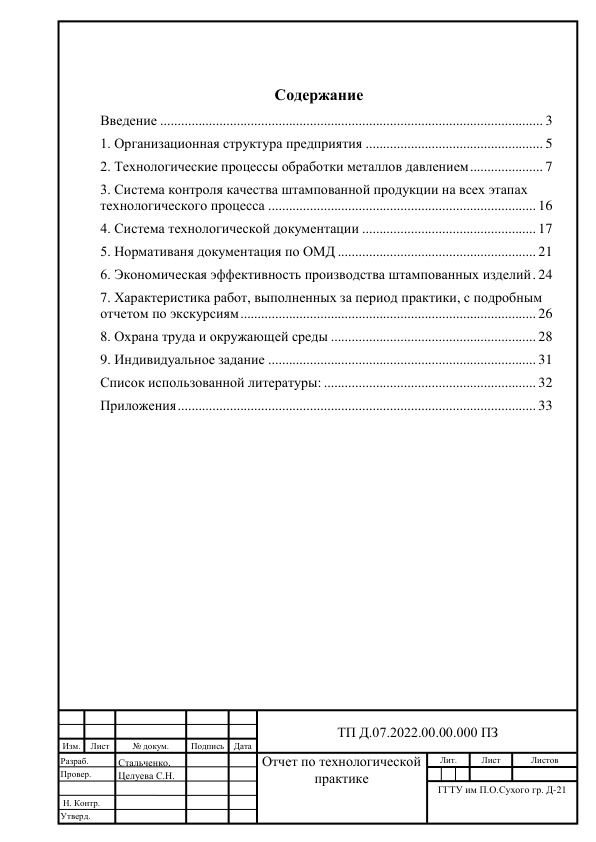 Содержание
Введение ........ 3
1. Организационная структура предприятия ........ 5
2. Технологические процессы обработки металлов давлением ........ 7
3. Система контроля качества штампованной продукции на всех этапах
технологического процесса ........ 16
4. Система технологической документации ........ 17
5. Нормативаня документация по ОМД ........ 21
6. Экономическая эффективность производства штампованных изделий . 24
7. Характеристика работ, выполненных за период практики, с подробным
отчетом по экскурсиям ........ 26
8. Охрана труда и окружающей среды ........ 28
9. Индивидуальное задание ........ 31
Список использованной литературы: ........ 32
Приложения ........ 33
ТП Д.07.2022.00.00.000 ПЗ
Изм. Лист № докум. Подпись Дата
Разраб. Стальченко. Отчет по технологической Лит. Лист Листов
Провер. Целуева С.Н. практике
ГГТУ им П.О.Сухого гр. Д-21
Н. Контр.
Утверд.